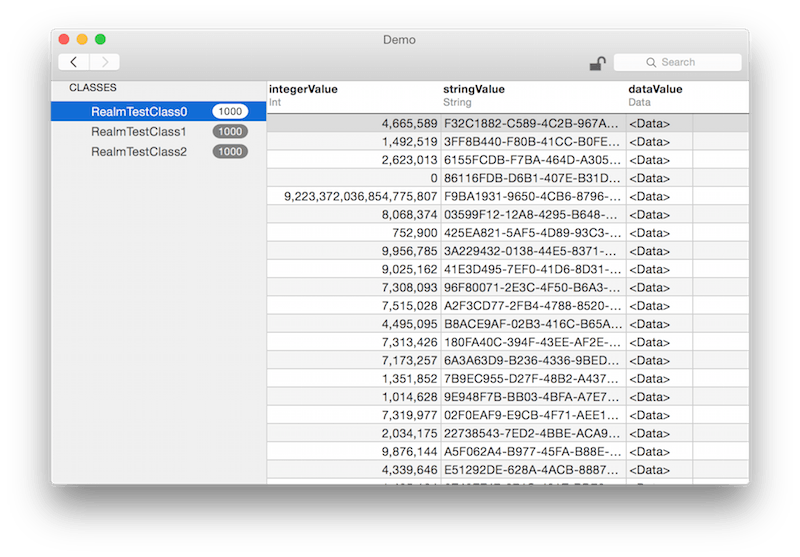 Demo
Search
CLASSES
RealmTestClass0 1000
RealmTestClass1 1000
RealmTestClass2 1000
integerValue stringValue dataValue
Int String Data
4,665,589 F32C1882-C589-4C2B-967A... <Data>
1,492,519 3FF8B440-F80B-41CC-B0FE... <Data>
2,623,013 6155FCDB-F7BA-464D-A305... <Data>
0 86116FDB-D6B1-407E-B31D... <Data>
9,223,372,036,854,775,807 F9BA1931-9650-4CB6-8796-... <Data>
8,068,374 03599F12-12A8-4295-B648-... <Data>
752,900 425EA821-5AF5-4D89-93C3-... <Data>
9,956,785 3A229432-0138-44E5-8371-... <Data>
9,025,162 41E3D495-7EF0-41D6-8D31-... <Data>
7,308,093 96F80071-2E3C-4F50-B6A3-... <Data>
7,515,028 A2F3CD77-2FB4-4788-8520-... <Data>
4,495,095 B8ACE9AF-02B3-416C-B65A... <Data>
7,313,426 180FA40C-394F-43EE-AF2E-... <Data>
7,173,257 6A3A63D9-B236-4336-9BED... <Data>
1,351,852 7B9EC955-D27F-48B2-A437... <Data>
1,014,628 9E948F7B-BB03-4BFA-A7E7... <Data>
7,319,977 02F0EAF9-E9CB-4F71-AEE1... <Data>
2,034,175 22738543-7ED2-4BBE-ACA9... <Data>
9,876,144 A5F062A4-B977-45FA-B88E-... <Data>
4,339,646 E51292DE-628A-4ACB-8887... <Data>